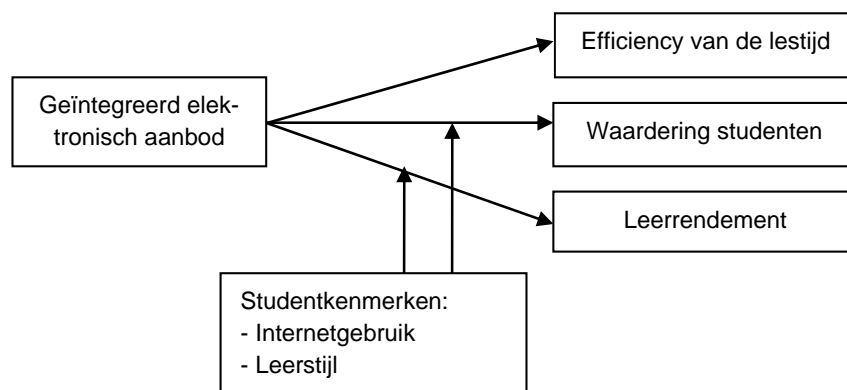 Efficiency van de lestijd
Geïntegreerd elek-
tronisch aanbod
Waardering studenten
Leerrendement
Studentkenmerken:
- Internetgebruik
- Leerstijl